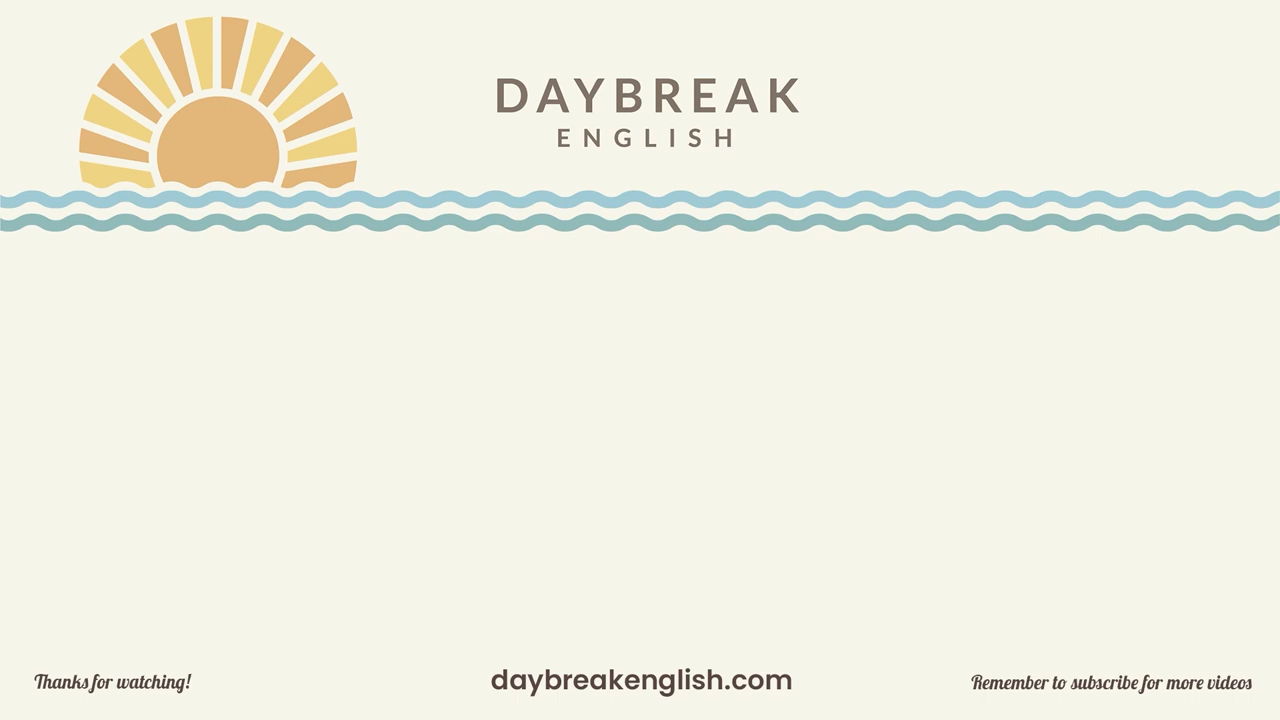 DAYBREAK
ENGLISH
Thanks for watching!
daybreakenglish.com
Remember to subscribe for more videos